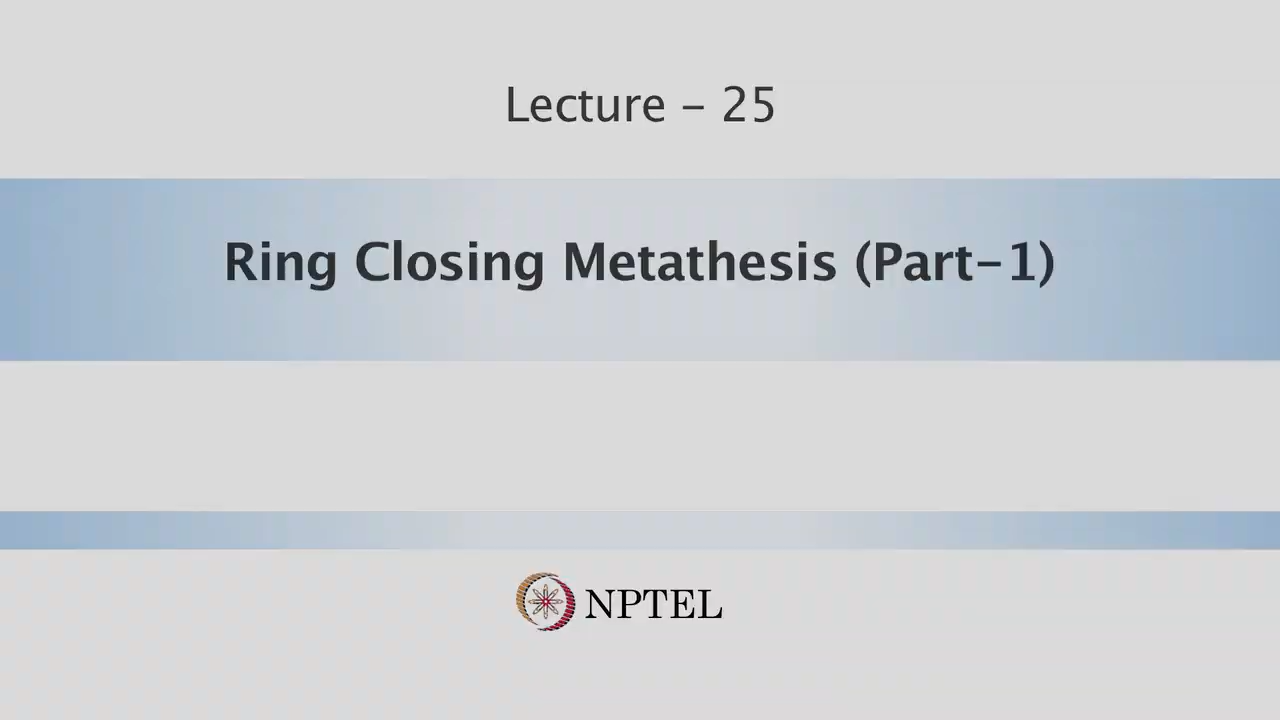 Lecture – 25
Ring Closing Metathesis (Part–1)
NPTEL